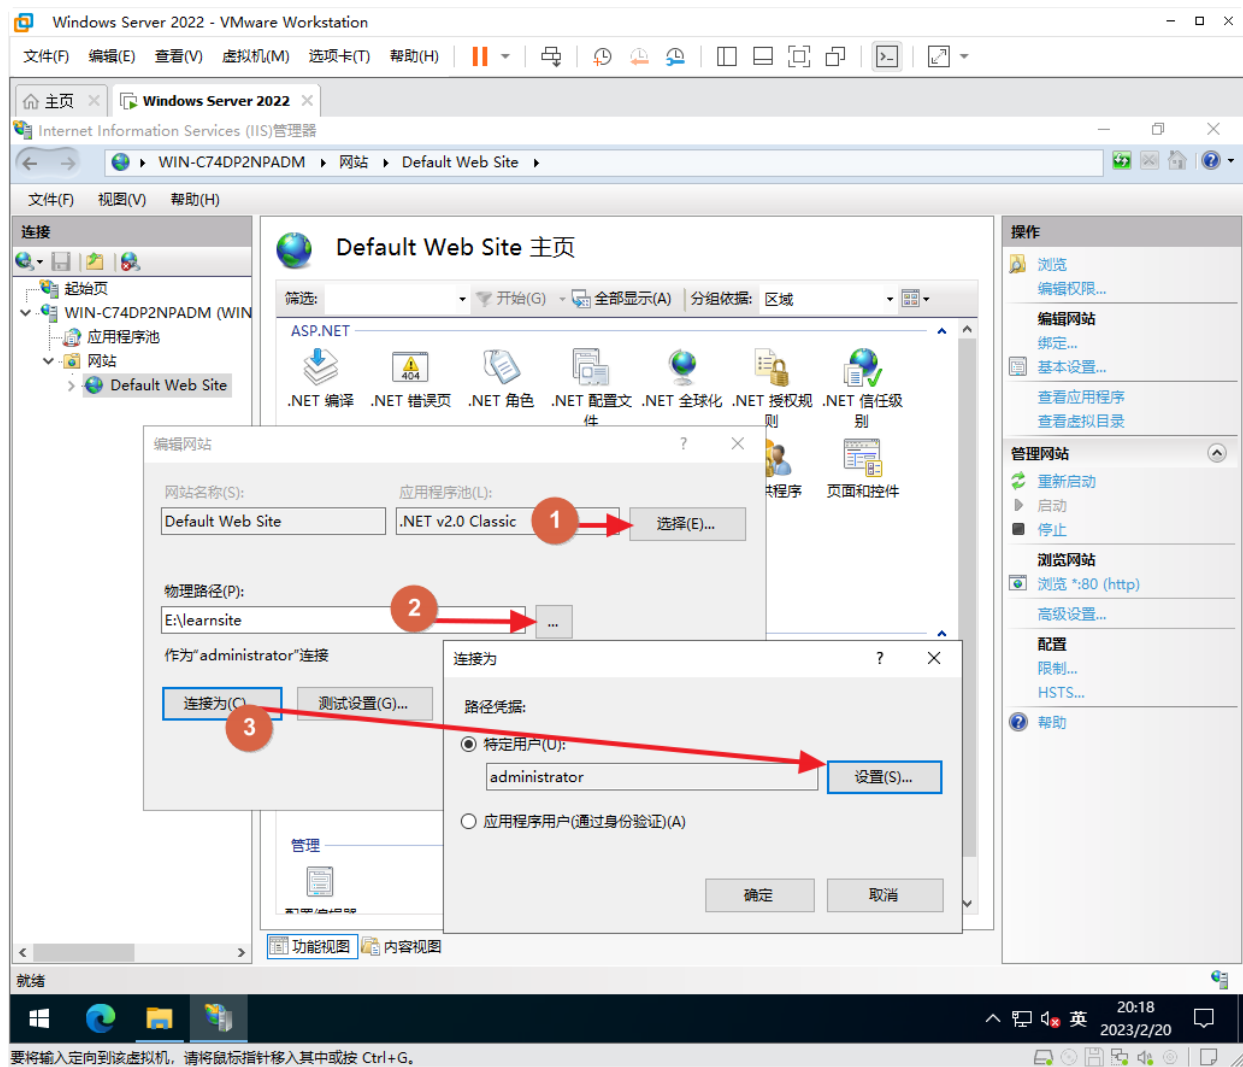 Windows Server 2022 - VMware Workstation
文件(F) 编辑(E) 查看(V) 虚拟机(M) 选项卡(T) 帮助(H)
主页 Windows Server 2022
Internet Information Services (IIS)管理器
WIN-C74DP2NPADM 网站 Default Web Site
文件(F) 视图(V) 帮助(H)
连接
起始页
WIN-C74DP2NPADM (WIN
应用程序池
网站
Default Web Site
Default Web Site 主页
筛选: 开始(G) 全部显示(A) 分组依据: 区域
ASP.NET
404
.NET 编译 .NET 错误页 .NET 角色 .NET 配置文件 .NET 全球化 .NET 授权规则 .NET 信任级别
供程序 页面和控件
编辑网站 ?
网站名称(S): 应用程序池(L):
Default Web Site .NET v2.0 Classic 1 选择(E)...
物理路径(P):
E:\learnsite 2 ...
作为"administrator"连接
连接为(C) 测试设置(G)...
3
连接为 ?
路径凭据:
特定用户(U):
administrator 设置(S)...
应用程序用户(通过身份验证)(A)
确定 取消
管理
配置编辑器
功能视图 内容视图
操作
浏览
编辑权限...
编辑网站
绑定...
基本设置...
查看应用程序
查看虚拟目录
管理网站
重新启动
启动
停止
浏览网站
浏览 *:80 (http)
高级设置...
配置
限制...
HSTS...
帮助
就绪
英 20:18
2023/2/20
要将输入定向到该虚拟机，请将鼠标指针移入其中或按 Ctrl+G。